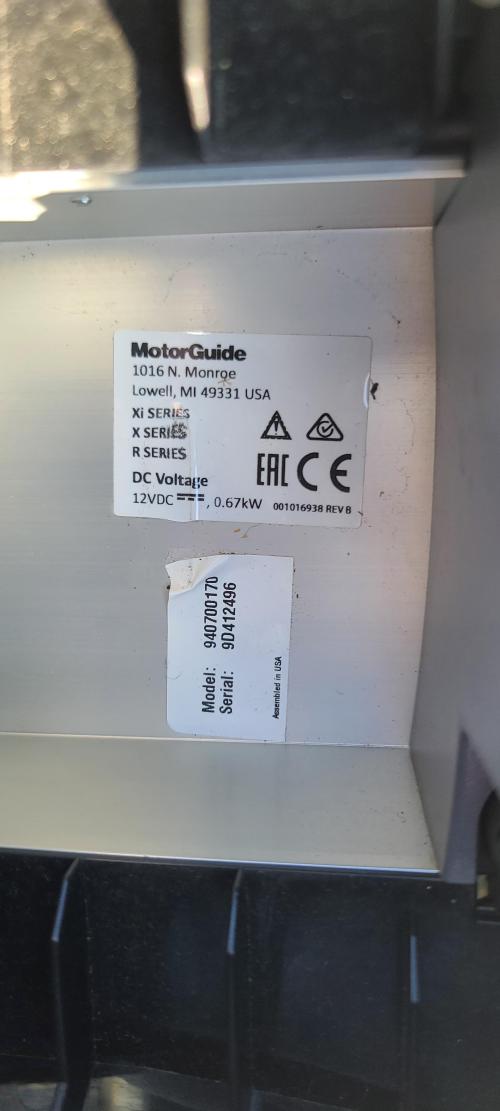 MotorGuide
1016 N. Monroe
Lowell, MI 49331 USA
Xi SERIES
X SERIES
R SERIES
EAC CE
DC Voltage
12VDC ⎓, 0.67kW 001016938 REV B
Model: 940700170
Serial: 9D412496
Assembled in USA